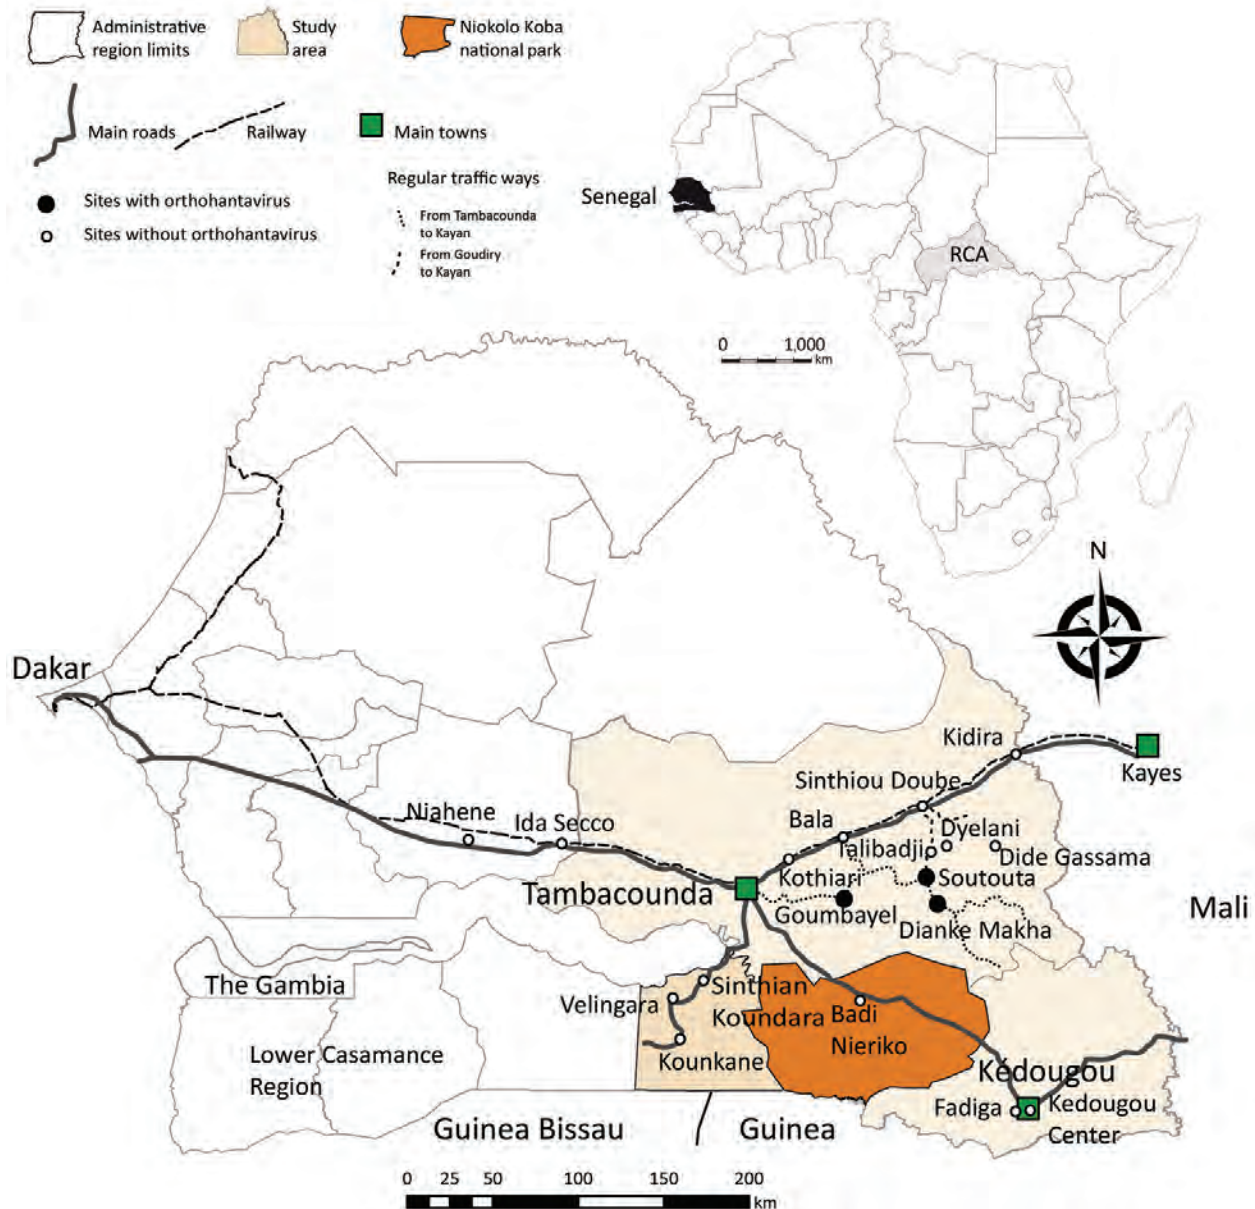 Administrative
region limits
Study
area
Niokolo Koba
national park
Main roads
Railway
Main towns
Regular traffic ways
Sites with orthohantavirus
From Tambacounda
to Kayan
Sites without orthohantavirus
From Goudiry
to Kayan
Senegal
RCA
0 1,000
km
N
Dakar
Kidira
Kayes
Sinthiou Doube
Niahene
Ida Secco
Bala
Dyelani
Talibadji
Dide Gassama
Kothiari
Soutouta
Tambacounda
Goumbayel
Dianke Makha
Mali
The Gambia
Velingara
Sinthian
Koundara
Badi
Nieriko
Lower Casamance
Region
Kounkane
Kédougou
Fadiga
Kedougou
Center
Guinea Bissau
Guinea
0 25 50 100 150 200
km